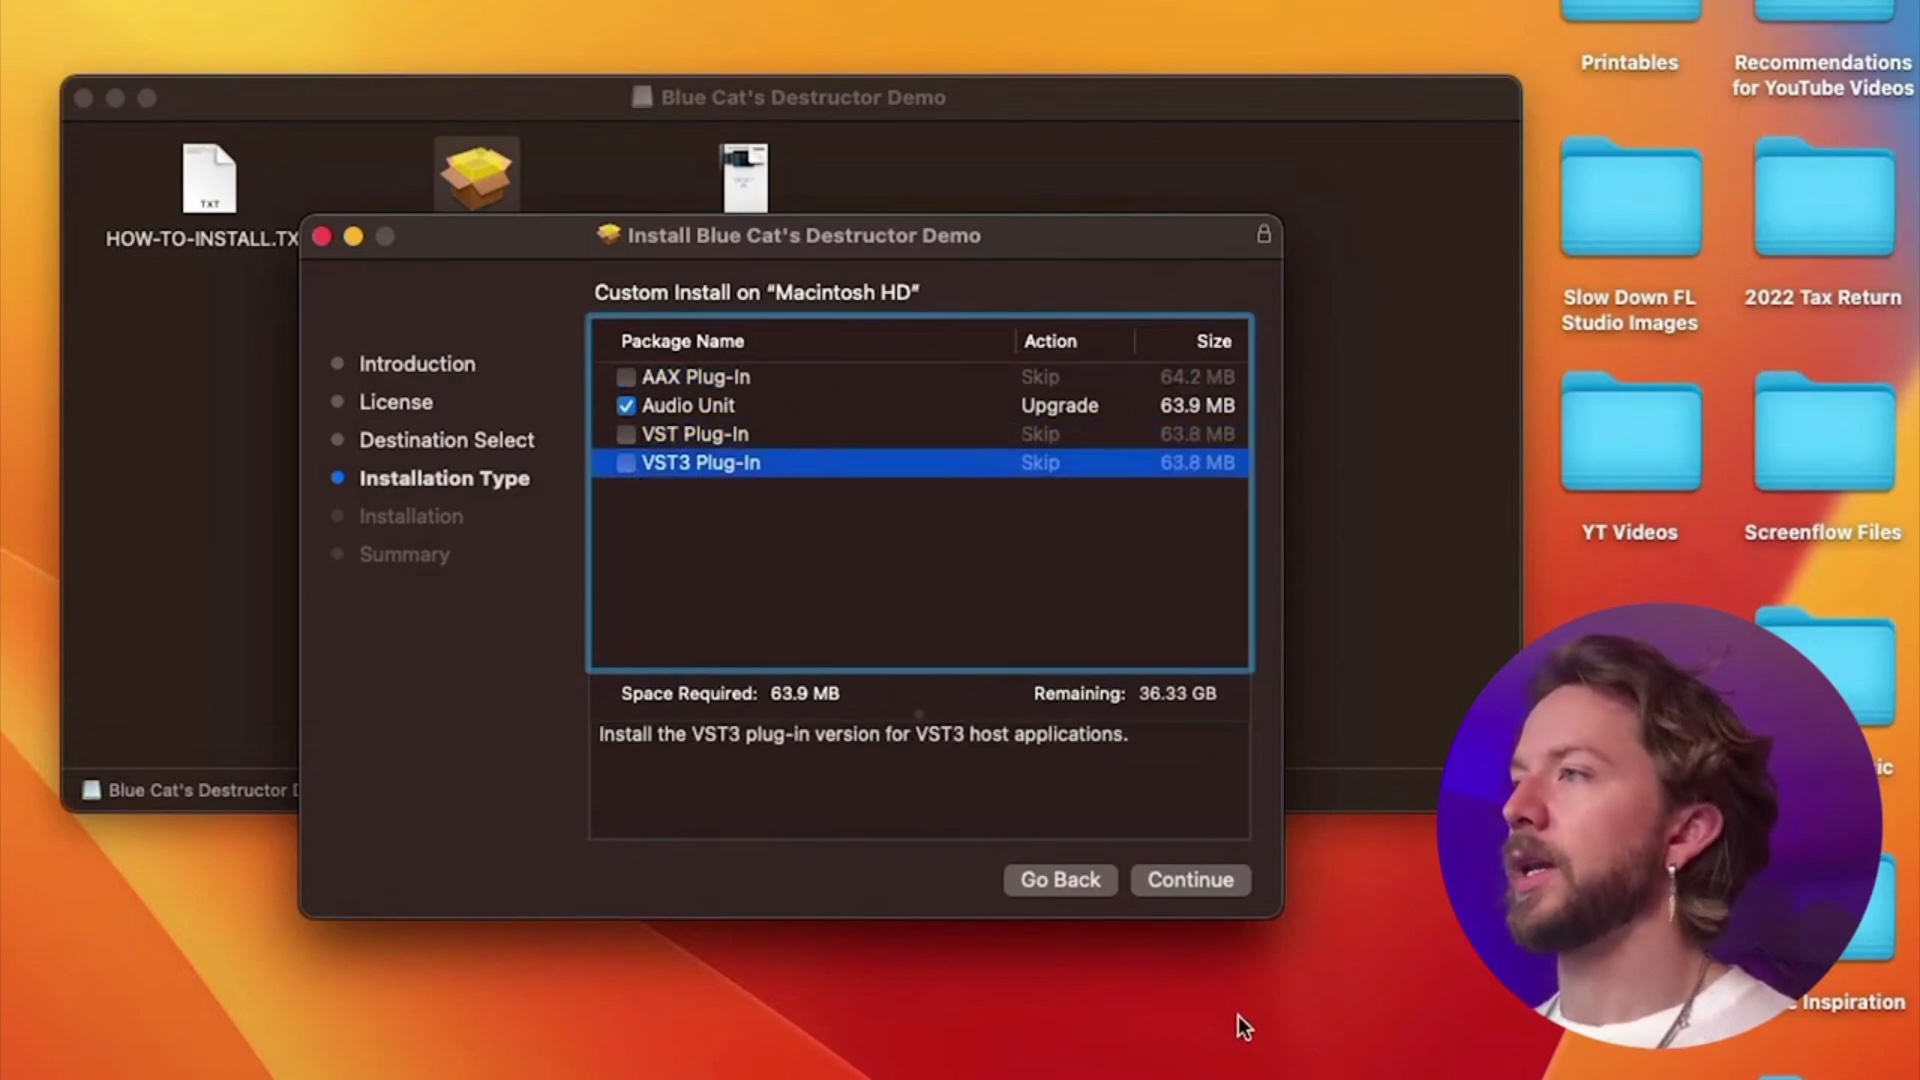 Printables
Recommendations
for YouTube Videos
Blue Cat's Destructor Demo
TXT
HOW-TO-INSTALL.TX
Install Blue Cat's Destructor Demo
Custom Install on “Macintosh HD”
Package Name Action Size
AAX Plug-In Skip 64.2 MB
Audio Unit Upgrade 63.9 MB
VST Plug-In Skip 63.8 MB
VST3 Plug-In Skip 63.8 MB
Introduction
License
Destination Select
Installation Type
Installation
Summary
Space Required: 63.9 MB Remaining: 36.33 GB
Install the VST3 plug-in version for VST3 host applications.
Go Back Continue
Blue Cat's Destructor
Slow Down FL
Studio Images
2022 Tax Return
YT Videos
Screenflow Files
ic
Inspiration